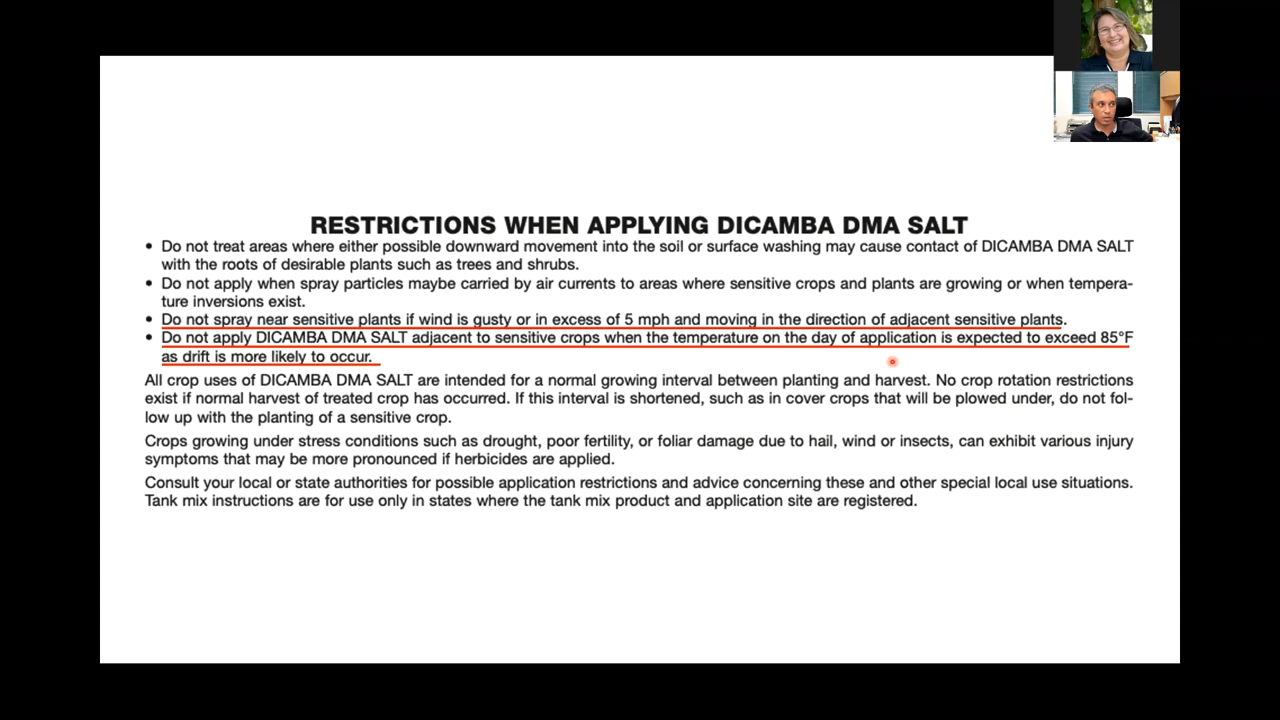 RESTRICTIONS WHEN APPLYING DICAMBA DMA SALT
• Do not treat areas where either possible downward movement into the soil or surface washing may cause contact of DICAMBA DMA SALT
with the roots of desirable plants such as trees and shrubs.
• Do not apply when spray particles maybe carried by air currents to areas where sensitive crops and plants are growing or when tempera-
ture inversions exist.
• Do not spray near sensitive plants if wind is gusty or in excess of 5 mph and moving in the direction of adjacent sensitive plants.
• Do not apply DICAMBA DMA SALT adjacent to sensitive crops when the temperature on the day of application is expected to exceed 85°F
as drift is more likely to occur.
All crop uses of DICAMBA DMA SALT are intended for a normal growing interval between planting and harvest. No crop rotation restrictions
exist if normal harvest of treated crop has occurred. If this interval is shortened, such as in cover crops that will be plowed under, do not fol-
low up with the planting of a sensitive crop.
Crops growing under stress conditions such as drought, poor fertility, or foliar damage due to hail, wind or insects, can exhibit various injury
symptoms that may be more pronounced if herbicides are applied.
Consult your local or state authorities for possible application restrictions and advice concerning these and other special local use situations.
Tank mix instructions are for use only in states where the tank mix product and application site are registered.